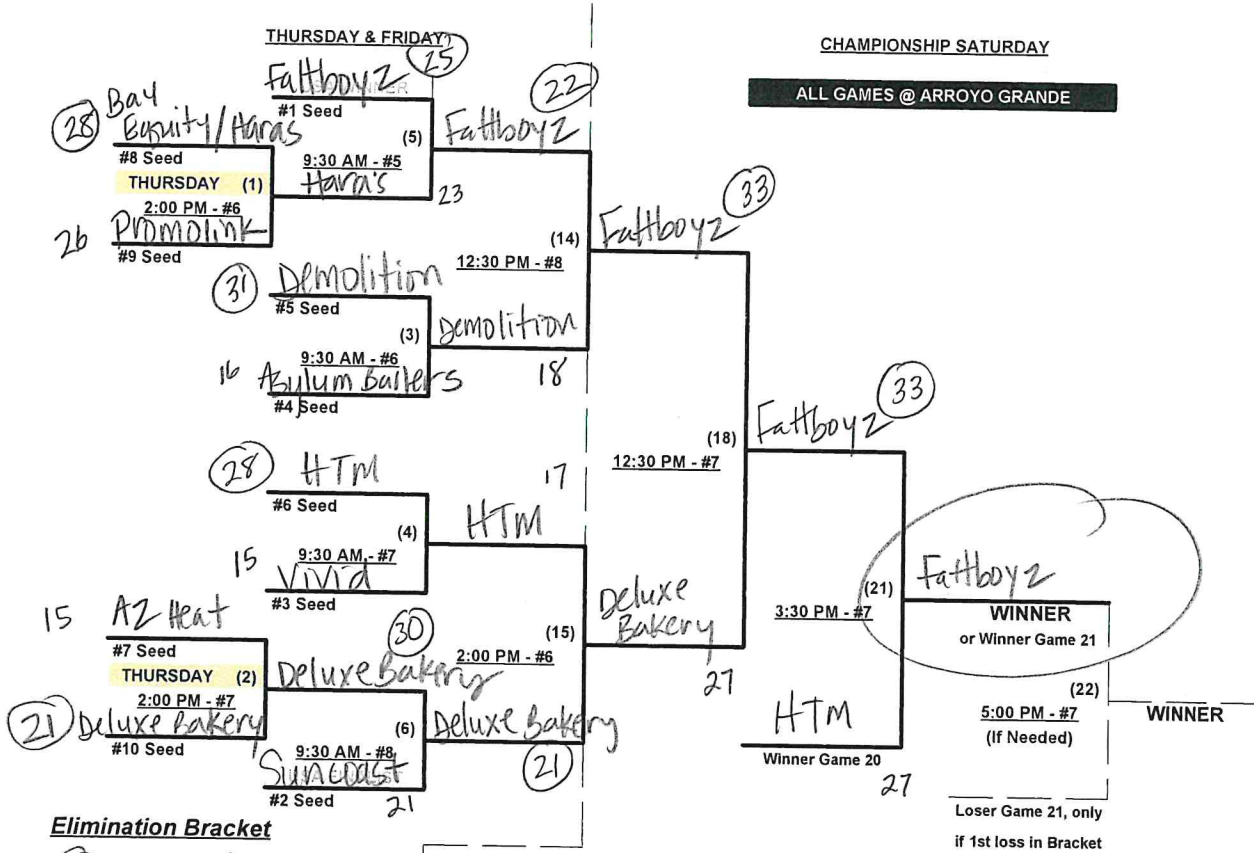 THURSDAY & FRIDAY
CHAMPIONSHIP SATURDAY
ALL GAMES @ ARROYO GRANDE
Fattboyz 25
#1 Seed
28 Bay Equity/Haras
#8 Seed
THURSDAY (1)
2:00 PM - #6
26 Promolink
#9 Seed
(5)
9:30 AM - #5
Hara's
23
Fattboyz 22
31 Demolition
#5 Seed
(3)
9:30 AM - #6
16 Asylum Ballers
#4 Seed
(14)
12:30 PM - #8
Demolition
18
Fattboyz 33
28 HTM
#6 Seed
(4)
9:30 AM - #7
15 Vivid
#3 Seed
17
HTM
15 AZ Heat
#7 Seed
THURSDAY (2)
2:00 PM - #7
21 Deluxe Bakery
#10 Seed
30
Deluxe Bakery
(6)
9:30 AM - #8
Suncoast
#2 Seed
21
(15)
2:00 PM - #6
Deluxe Bakery
21
Deluxe
Bakery
27
(18)
12:30 PM - #7
Fattboyz 33
(21)
3:30 PM - #7
HTM
Winner Game 20
27
Fattboyz
WINNER
or Winner Game 21
(22)
5:00 PM - #7
(If Needed)
WINNER
Loser Game 21, only
if 1st loss in Bracket
Elimination Bracket